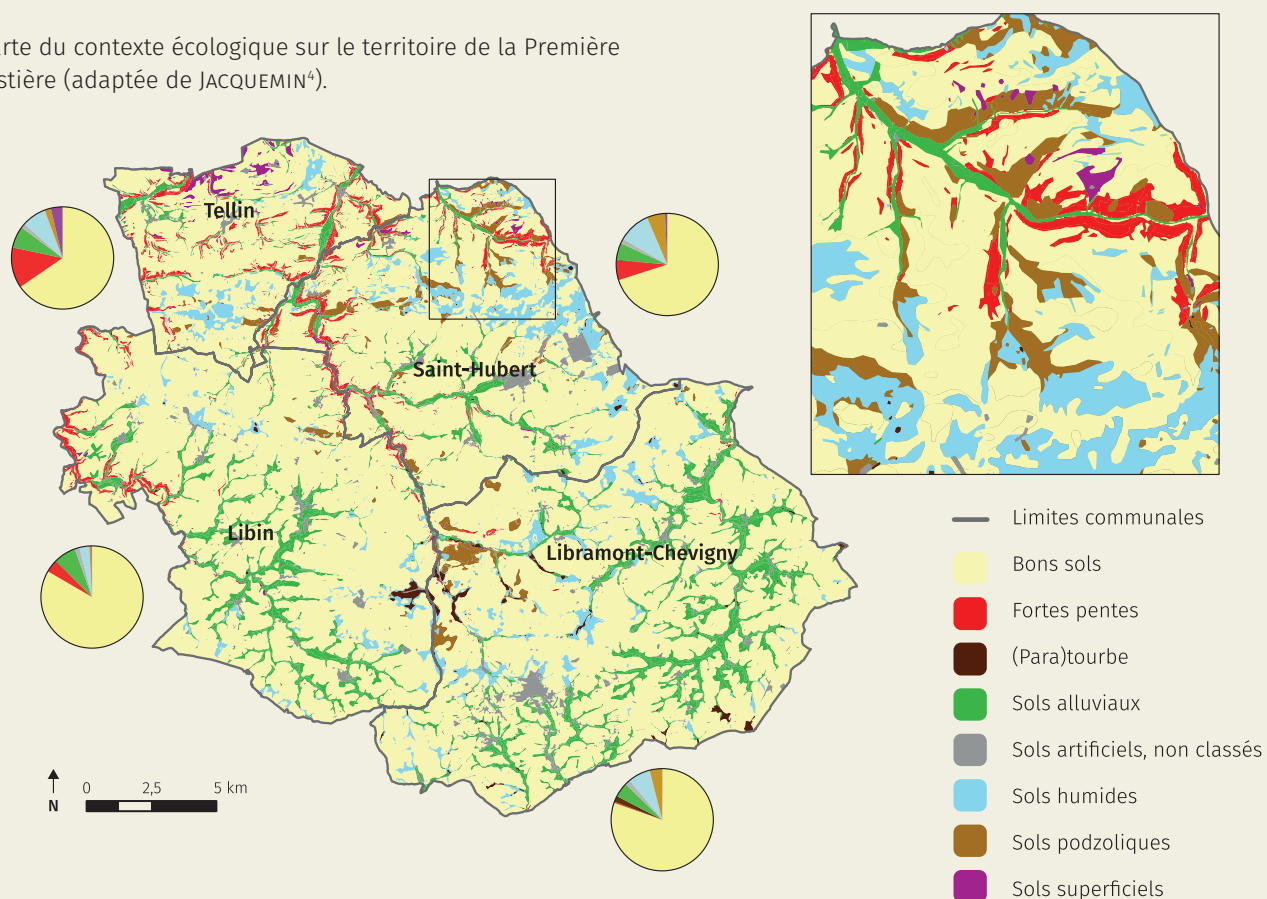 arte du contexte écologique sur le territoire de la Première
stière (adaptée de JACQUEMIN⁴).
Tellin
Saint-Hubert
Libin
Libramont-Chevigny
N
0 2,5 5 km
Limites communales
Bons sols
Fortes pentes
(Para)tourbe
Sols alluviaux
Sols artificiels, non classés
Sols humides
Sols podzoliques
Sols superficiels